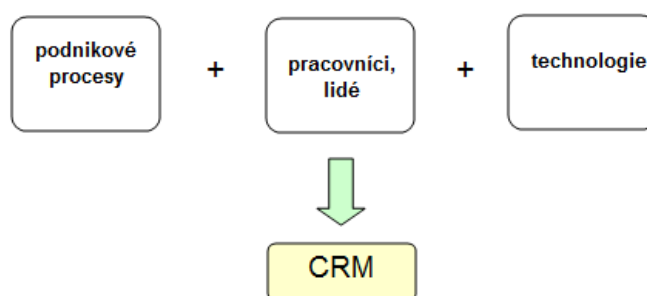 podnikové
procesy
+
pracovníci,
lidé
+
technologie
CRM